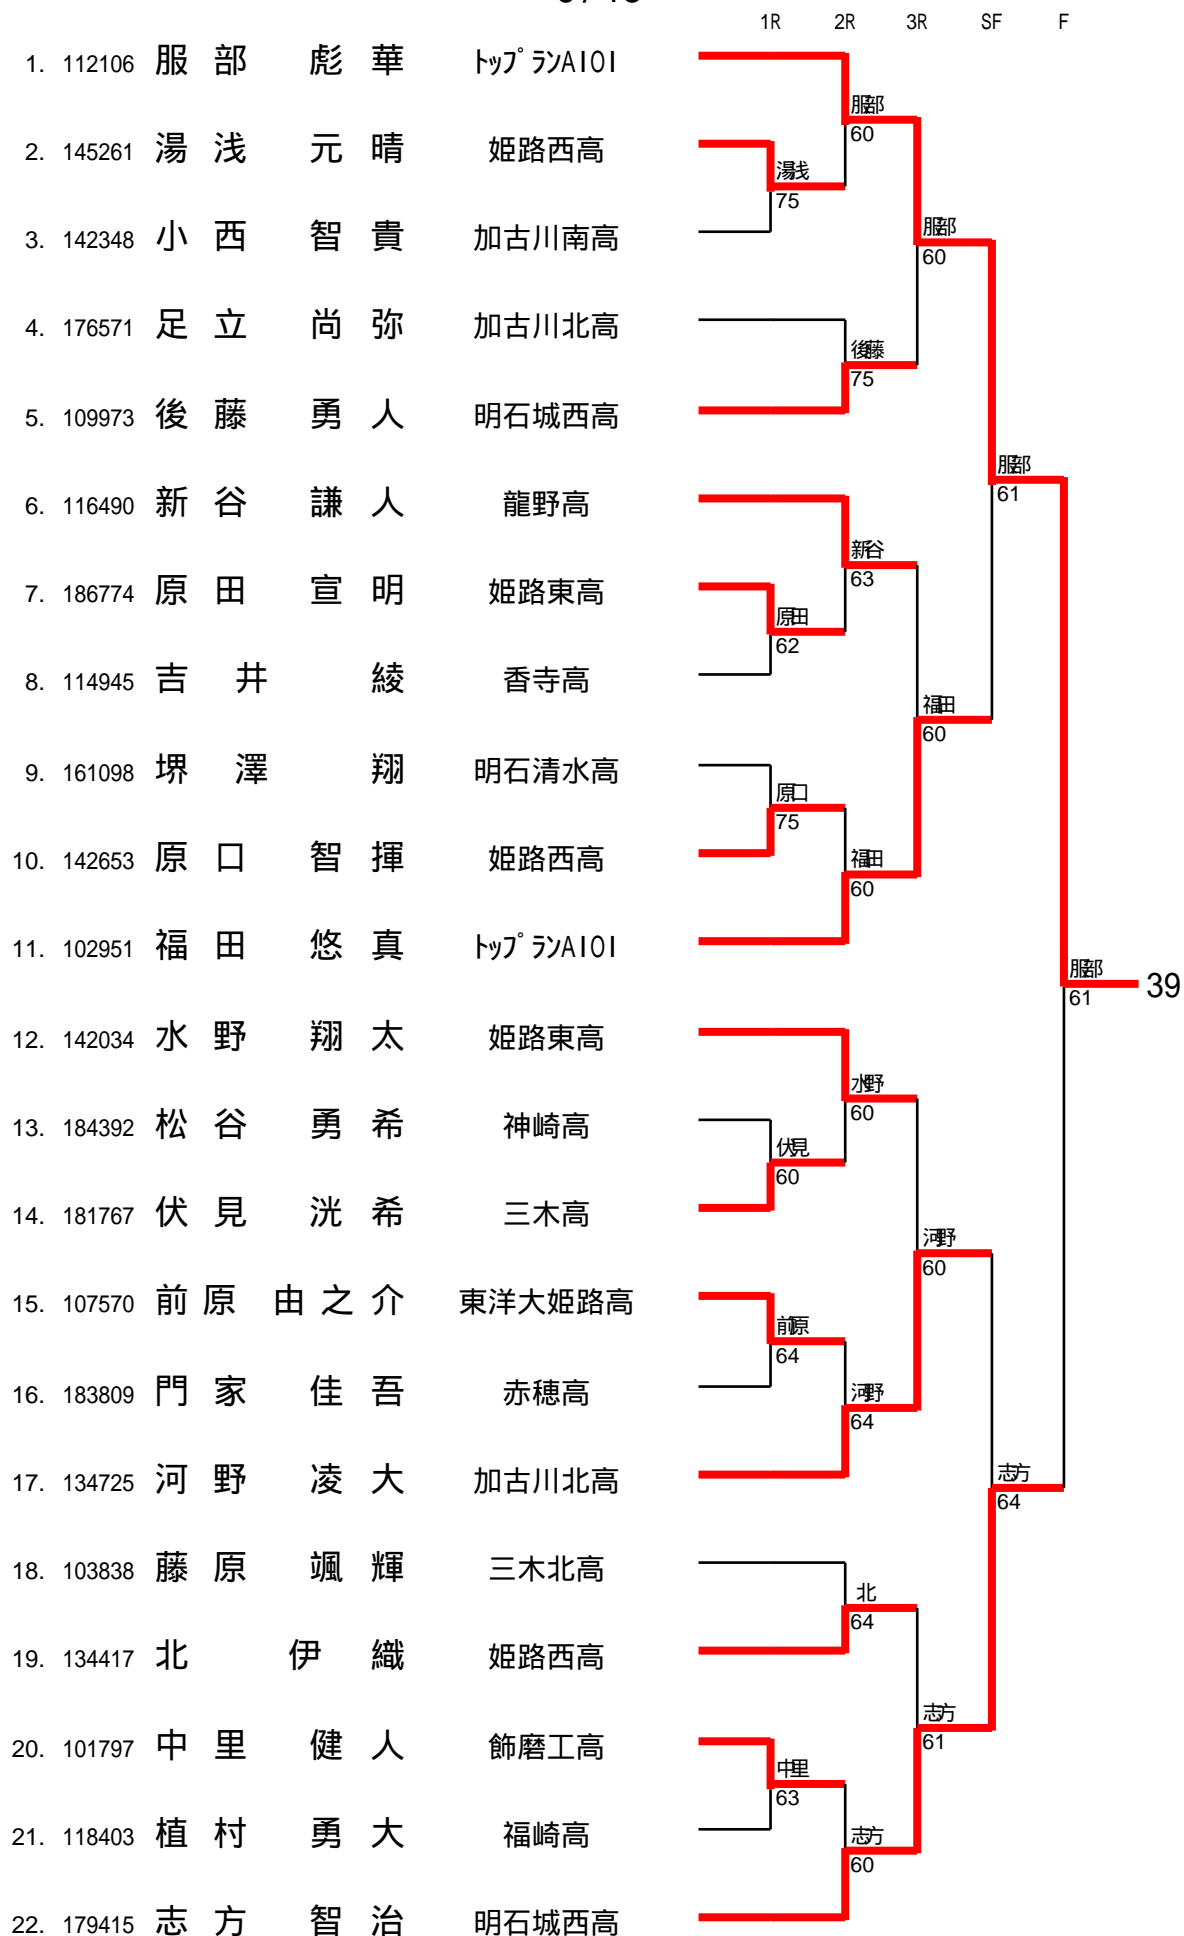 1R 2R 3R SF F
1. 112106 服部 彪華 トップランAIOI
服部
60
2. 145261 湯浅 元晴 姫路西高
湯浅
75
3. 142348 小西 智貴 加古川南高
服部
60
4. 176571 足立 尚弥 加古川北高
後藤
75
5. 109973 後藤 勇人 明石城西高
服部
61
6. 116490 新谷 謙人 龍野高
新谷
63
7. 186774 原田 宣明 姫路東高
原田
62
8. 114945 吉井 綾 香寺高
福田
60
9. 161098 堺澤 翔 明石清水高
原口
75
10. 142653 原口 智揮 姫路西高
福田
60
11. 102951 福田 悠真 トップランAIOI
服部
61
39
12. 142034 水野 翔太 姫路東高
水野
60
13. 184392 松谷 勇希 神崎高
伏見
60
14. 181767 伏見 洸希 三木高
河野
60
15. 107570 前原 由之介 東洋大姫路高
前原
64
16. 183809 門家 佳吾 赤穂高
河野
64
17. 134725 河野 凌大 加古川北高
志方
64
18. 103838 藤原 颯輝 三木北高
北
64
19. 134417 北 伊織 姫路西高
志方
61
20. 101797 中里 健人 飾磨工高
中里
63
21. 118403 植村 勇大 福崎高
志方
60
22. 179415 志方 智治 明石城西高